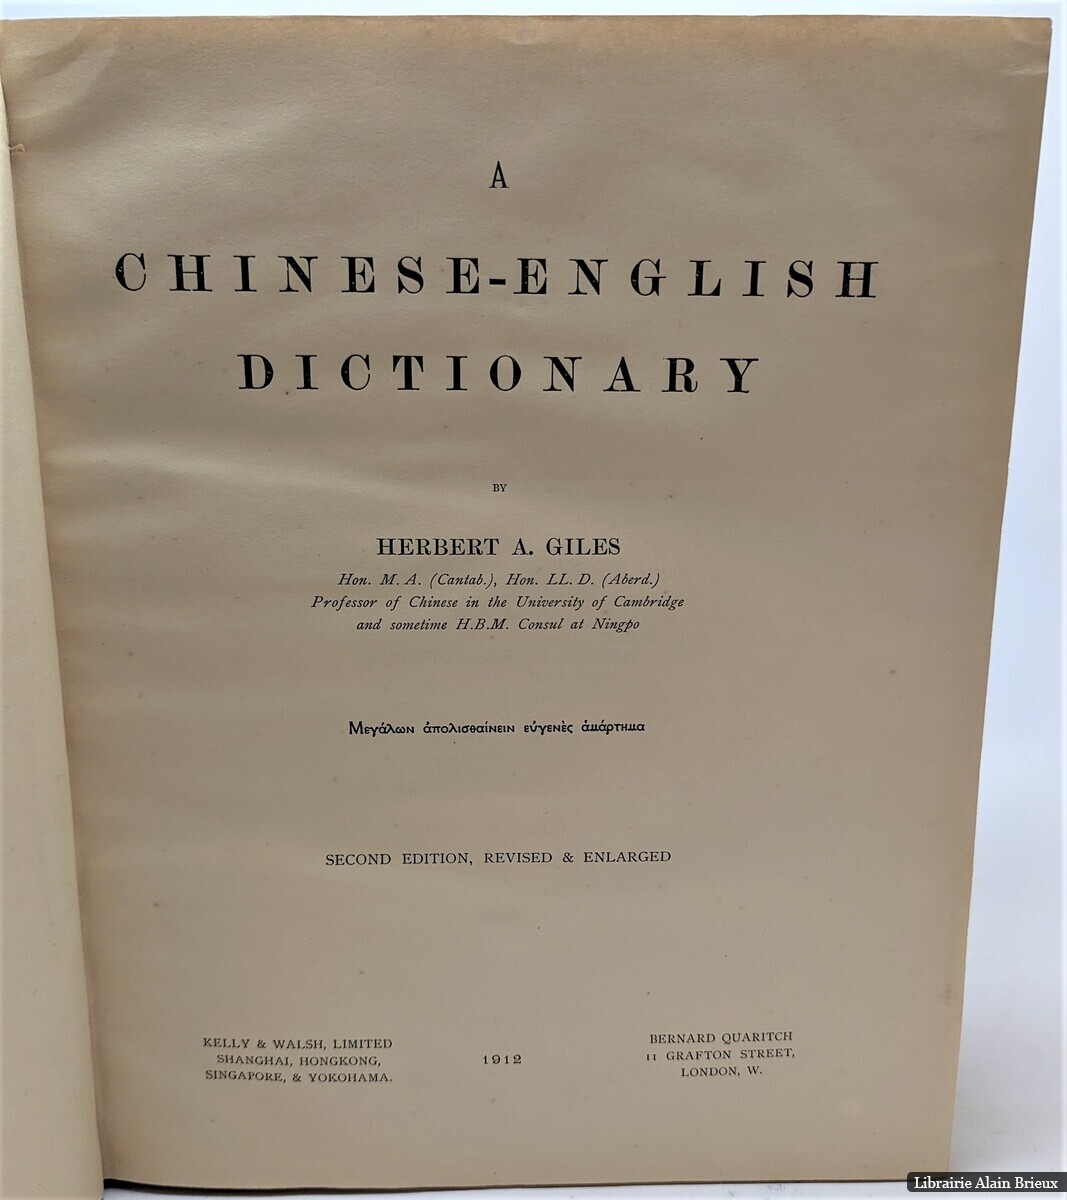 A
CHINESE-ENGLISH
DICTIONARY
BY
HERBERT A. GILES
Hon. M. A. (Cantab.), Hon. LL. D. (Aberd.)
Professor of Chinese in the University of Cambridge
and sometime H.B.M. Consul at Ningpo
Μεγάλων ἀπολισθαίνειν εὐγενὲς ἁμάρτημα
SECOND EDITION, REVISED & ENLARGED
KELLY & WALSH, LIMITED
SHANGHAI, HONGKONG,
SINGAPORE, & YOKOHAMA.
1912
BERNARD QUARITCH
11 GRAFTON STREET,
LONDON, W.
Librairie Alain Brieux